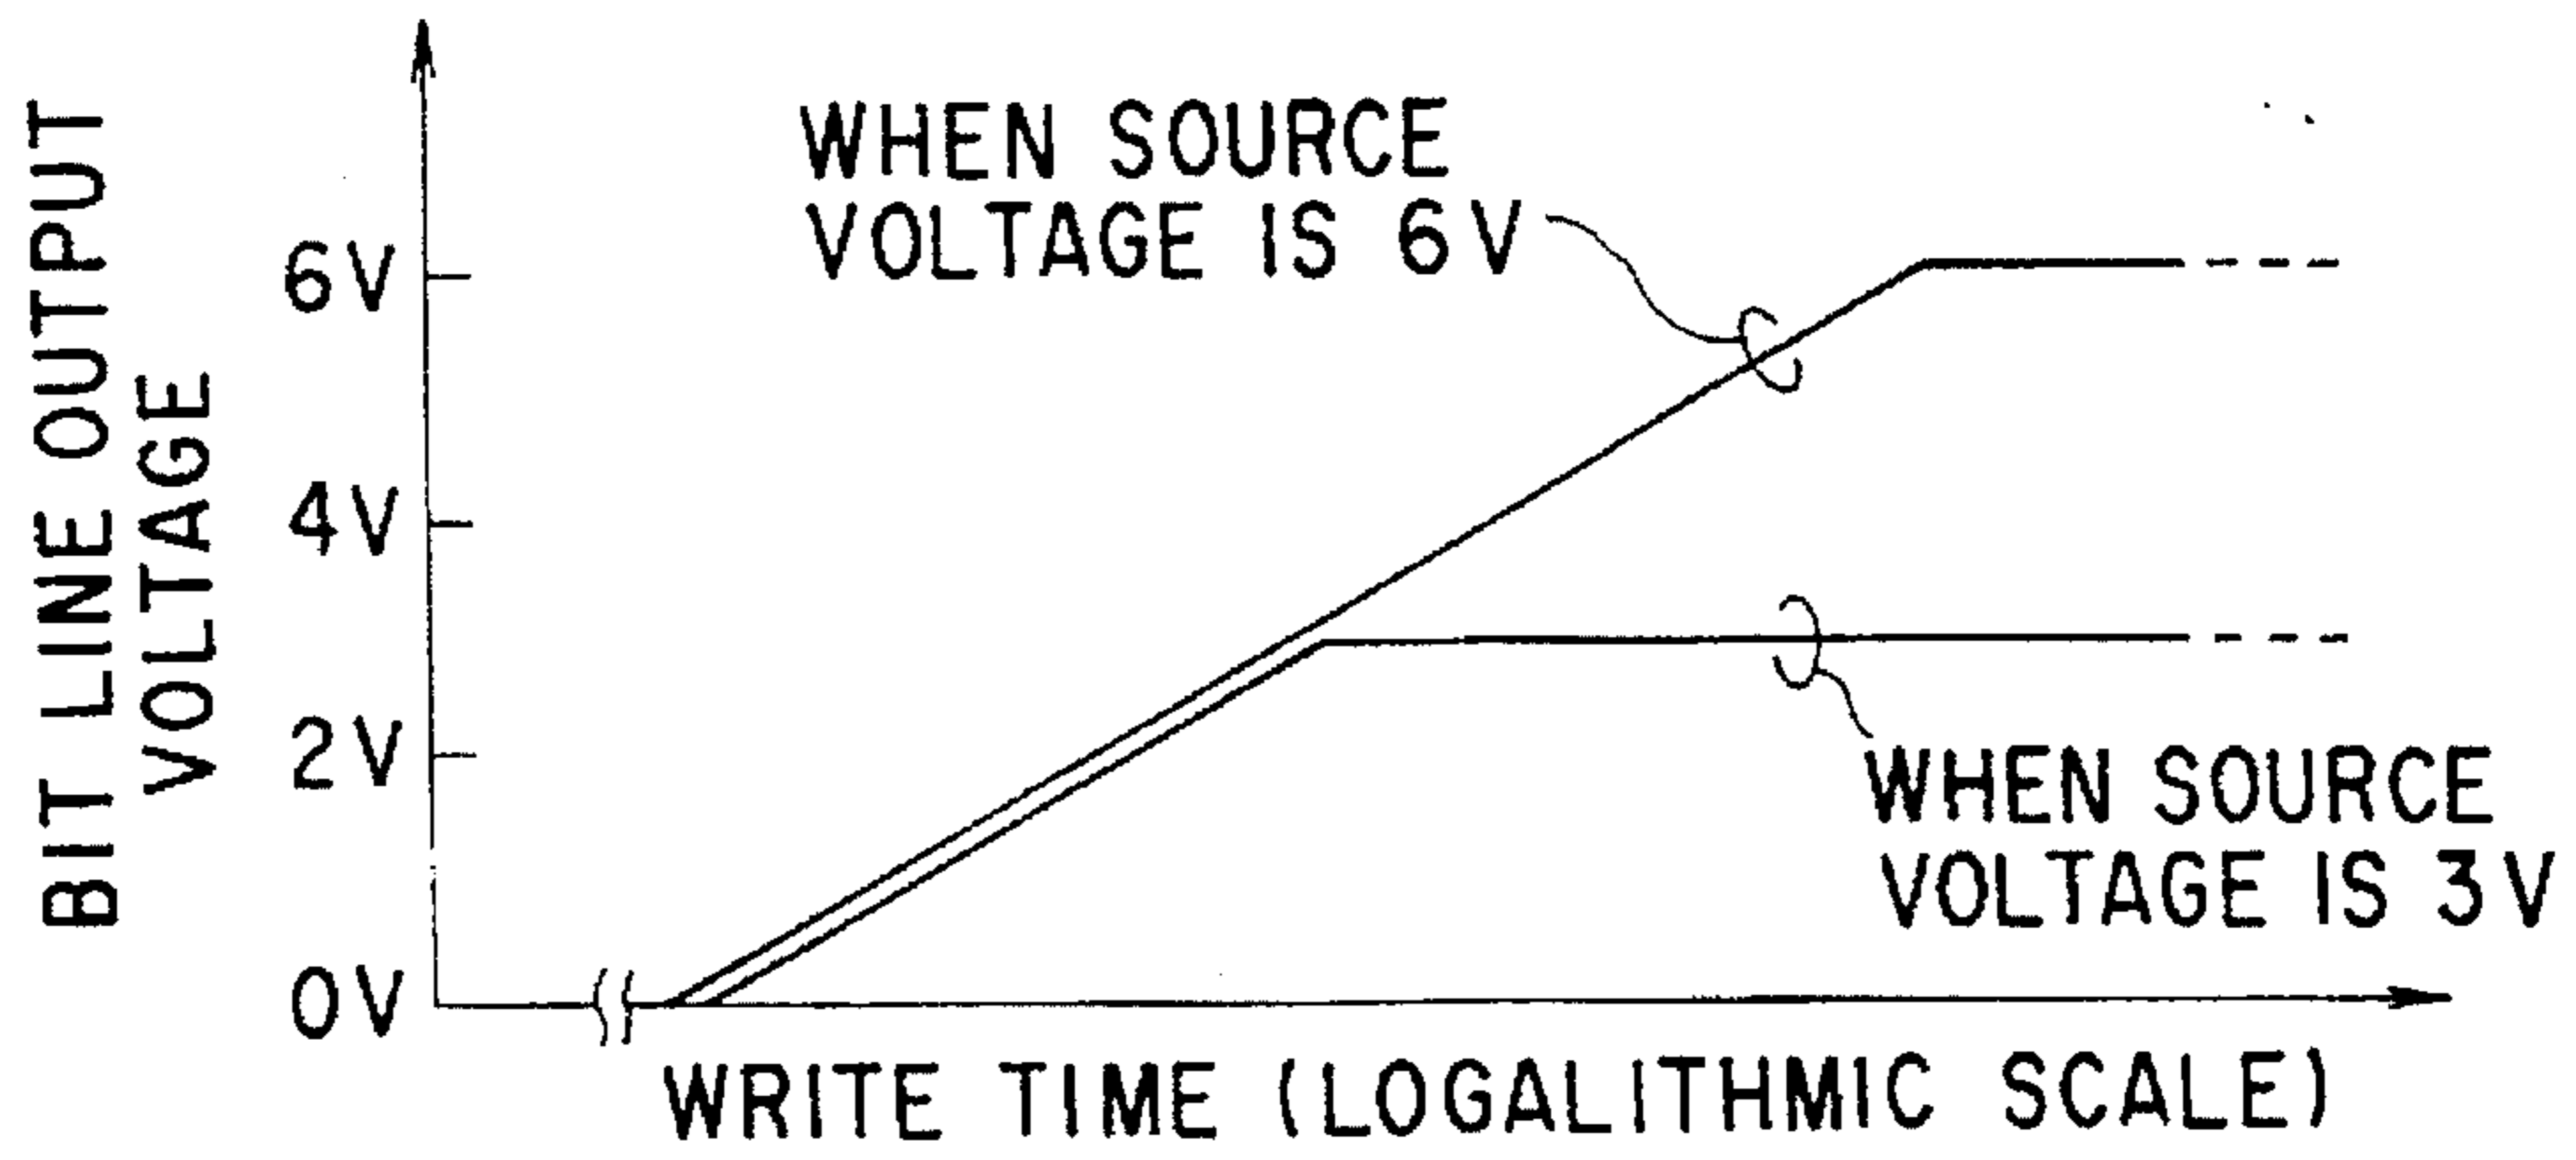 BIT LINE OUTPUT
VOLTAGE
6V
4V
2V
0V
WHEN SOURCE
VOLTAGE IS 6V
WHEN SOURCE
VOLTAGE IS 3V
WRITE TIME (LOGALITHMIC SCALE)